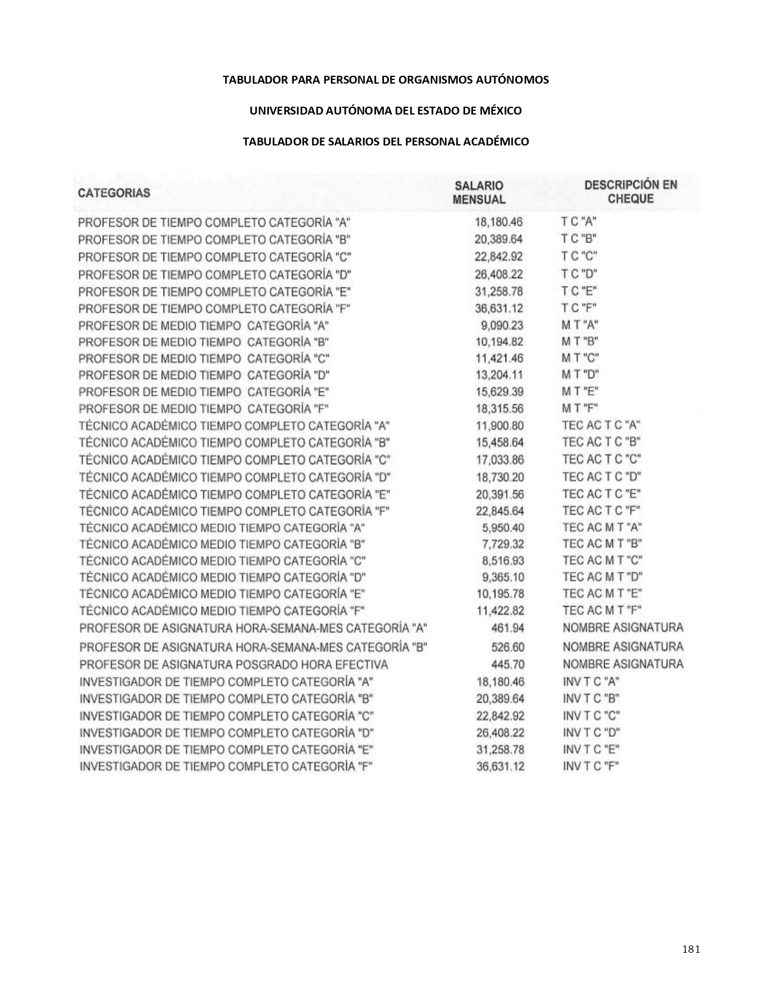 TABULADOR PARA PERSONAL DE ORGANISMOS AUTÓNOMOS
UNIVERSIDAD AUTÓNOMA DEL ESTADO DE MÉXICO
TABULADOR DE SALARIOS DEL PERSONAL ACADÉMICO
CATEGORIAS SALARIO MENSUAL DESCRIPCIÓN EN CHEQUE
PROFESOR DE TIEMPO COMPLETO CATEGORÍA "A" 18,180.46 T C "A"
PROFESOR DE TIEMPO COMPLETO CATEGORÍA "B" 20,389.64 T C "B"
PROFESOR DE TIEMPO COMPLETO CATEGORÍA "C" 22,842.92 T C "C"
PROFESOR DE TIEMPO COMPLETO CATEGORÍA "D" 26,408.22 T C "D"
PROFESOR DE TIEMPO COMPLETO CATEGORÍA "E" 31,258.78 T C "E"
PROFESOR DE TIEMPO COMPLETO CATEGORÍA "F" 36,631.12 T C "F"
PROFESOR DE MEDIO TIEMPO CATEGORÍA "A" 9,090.23 M T "A"
PROFESOR DE MEDIO TIEMPO CATEGORÍA "B" 10,194.82 M T "B"
PROFESOR DE MEDIO TIEMPO CATEGORÍA "C" 11,421.46 M T "C"
PROFESOR DE MEDIO TIEMPO CATEGORÍA "D" 13,204.11 M T "D"
PROFESOR DE MEDIO TIEMPO CATEGORÍA "E" 15,629.39 M T "E"
PROFESOR DE MEDIO TIEMPO CATEGORÍA "F" 18,315.56 M T "F"
TÉCNICO ACADÉMICO TIEMPO COMPLETO CATEGORÍA "A" 11,900.80 TEC AC T C "A"
TÉCNICO ACADÉMICO TIEMPO COMPLETO CATEGORÍA "B" 15,458.64 TEC AC T C "B"
TÉCNICO ACADÉMICO TIEMPO COMPLETO CATEGORÍA "C" 17,033.86 TEC AC T C "C"
TÉCNICO ACADÉMICO TIEMPO COMPLETO CATEGORÍA "D" 18,730.20 TEC AC T C "D"
TÉCNICO ACADÉMICO TIEMPO COMPLETO CATEGORÍA "E" 20,391.56 TEC AC T C "E"
TÉCNICO ACADÉMICO TIEMPO COMPLETO CATEGORÍA "F" 22,845.64 TEC AC T C "F"
TÉCNICO ACADÉMICO MEDIO TIEMPO CATEGORÍA "A" 5,950.40 TEC AC M T "A"
TÉCNICO ACADÉMICO MEDIO TIEMPO CATEGORÍA "B" 7,729.32 TEC AC M T "B"
TÉCNICO ACADÉMICO MEDIO TIEMPO CATEGORÍA "C" 8,516.93 TEC AC M T "C"
TÉCNICO ACADÉMICO MEDIO TIEMPO CATEGORÍA "D" 9,365.10 TEC AC M T "D"
TÉCNICO ACADÉMICO MEDIO TIEMPO CATEGORÍA "E" 10,195.78 TEC AC M T "E"
TÉCNICO ACADÉMICO MEDIO TIEMPO CATEGORÍA "F" 11,422.82 TEC AC M T "F"
PROFESOR DE ASIGNATURA HORA-SEMANA-MES CATEGORÍA "A" 461.94 NOMBRE ASIGNATURA
PROFESOR DE ASIGNATURA HORA-SEMANA-MES CATEGORÍA "B" 526.60 NOMBRE ASIGNATURA
PROFESOR DE ASIGNATURA POSGRADO HORA EFECTIVA 445.70 NOMBRE ASIGNATURA
INVESTIGADOR DE TIEMPO COMPLETO CATEGORÍA "A" 18,180.46 INV T C "A"
INVESTIGADOR DE TIEMPO COMPLETO CATEGORÍA "B" 20,389.64 INV T C "B"
INVESTIGADOR DE TIEMPO COMPLETO CATEGORÍA "C" 22,842.92 INV T C "C"
INVESTIGADOR DE TIEMPO COMPLETO CATEGORÍA "D" 26,408.22 INV T C "D"
INVESTIGADOR DE TIEMPO COMPLETO CATEGORÍA "E" 31,258.78 INV T C "E"
INVESTIGADOR DE TIEMPO COMPLETO CATEGORÍA "F" 36,631.12 INV T C "F"
181